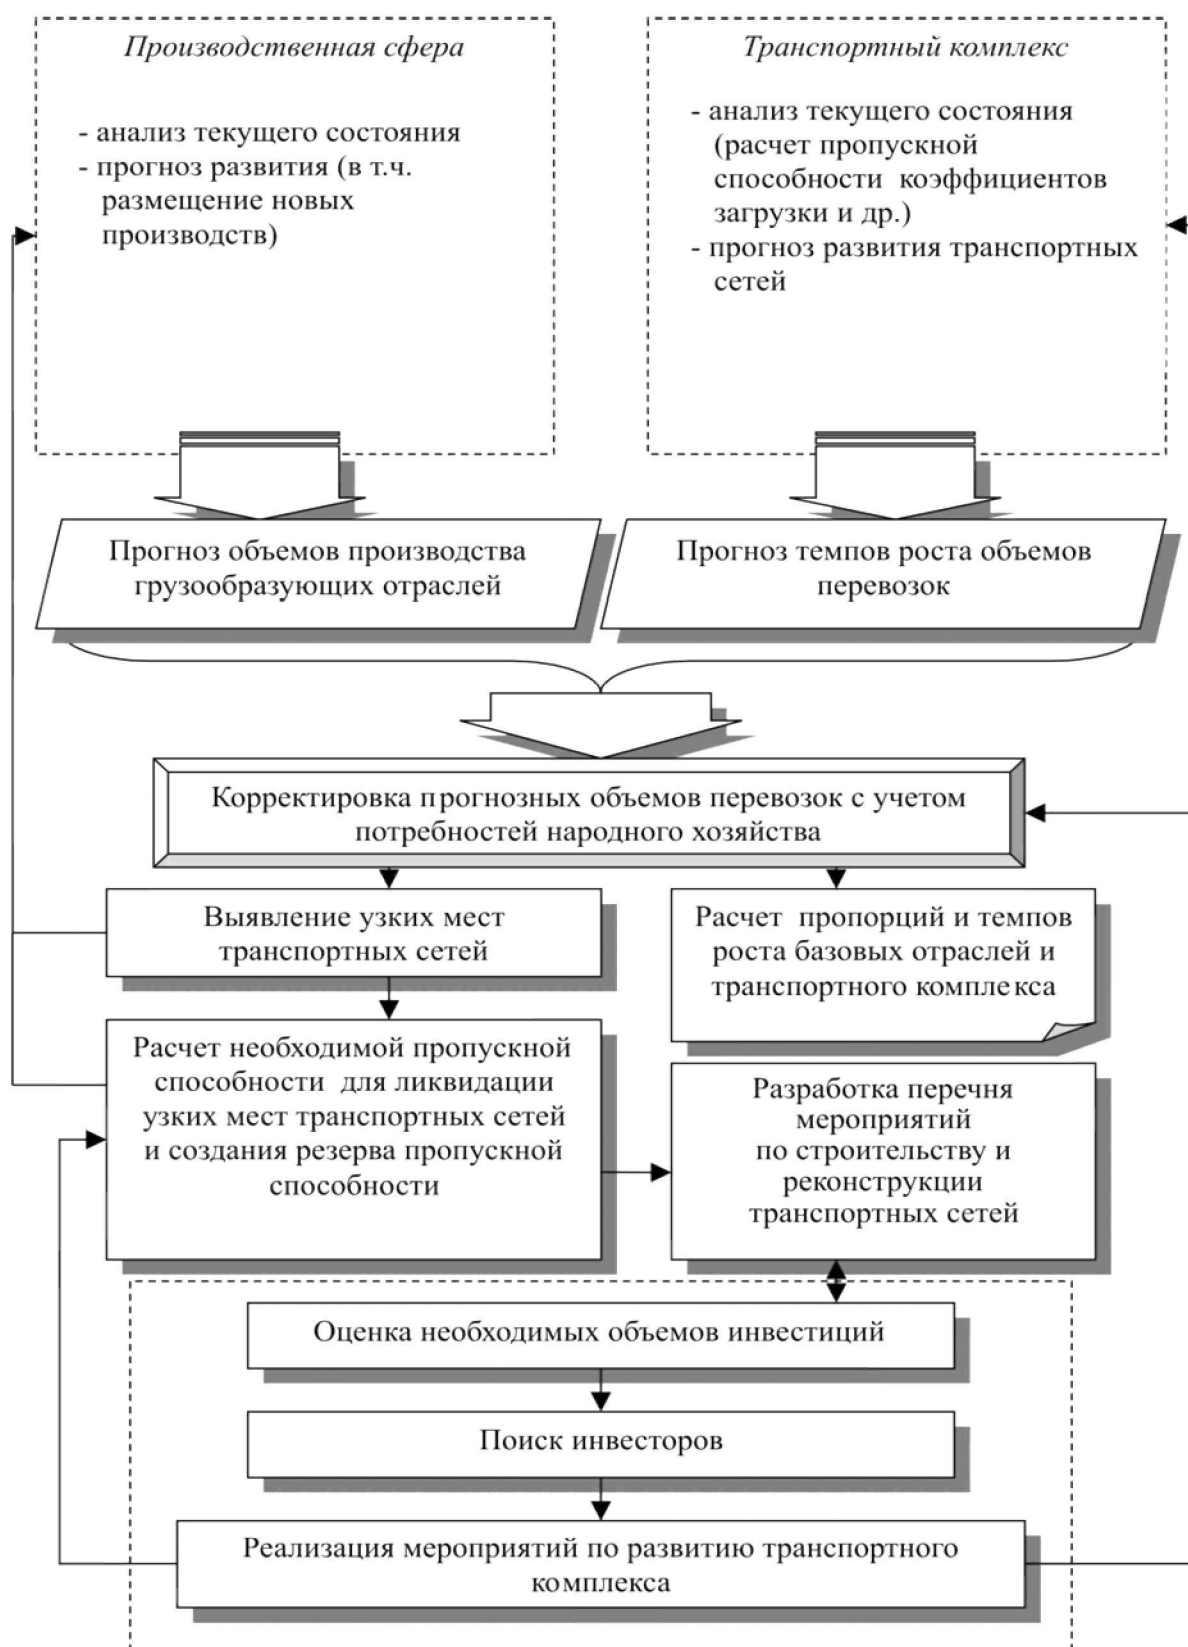 Производственная сфера
- анализ текущего состояния
- прогноз развития (в т.ч.
размещение новых
производств)
Транспортный комплекс
- анализ текущего состояния
(расчет пропускной
способности коэффициентов
загрузки и др.)
- прогноз развития транспортных
сетей
Прогноз объемов производства
грузообразующих отраслей
Прогноз темпов роста объемов
перевозок
Корректировка прогнозных объемов перевозок с учетом
потребностей народного хозяйства
Выявление узких мест
транспортных сетей
Расчет пропорций и темпов
роста базовых отраслей и
транспортного комплекса
Расчет необходимой пропускной
способности для ликвидации
узких мест транспортных сетей
и создания резерва пропускной
способности
Разработка перечня
мероприятий
по строительству и
реконструкции
транспортных сетей
Оценка необходимых объемов инвестиций
Поиск инвесторов
Реализация мероприятий по развитию транспортного
комплекса